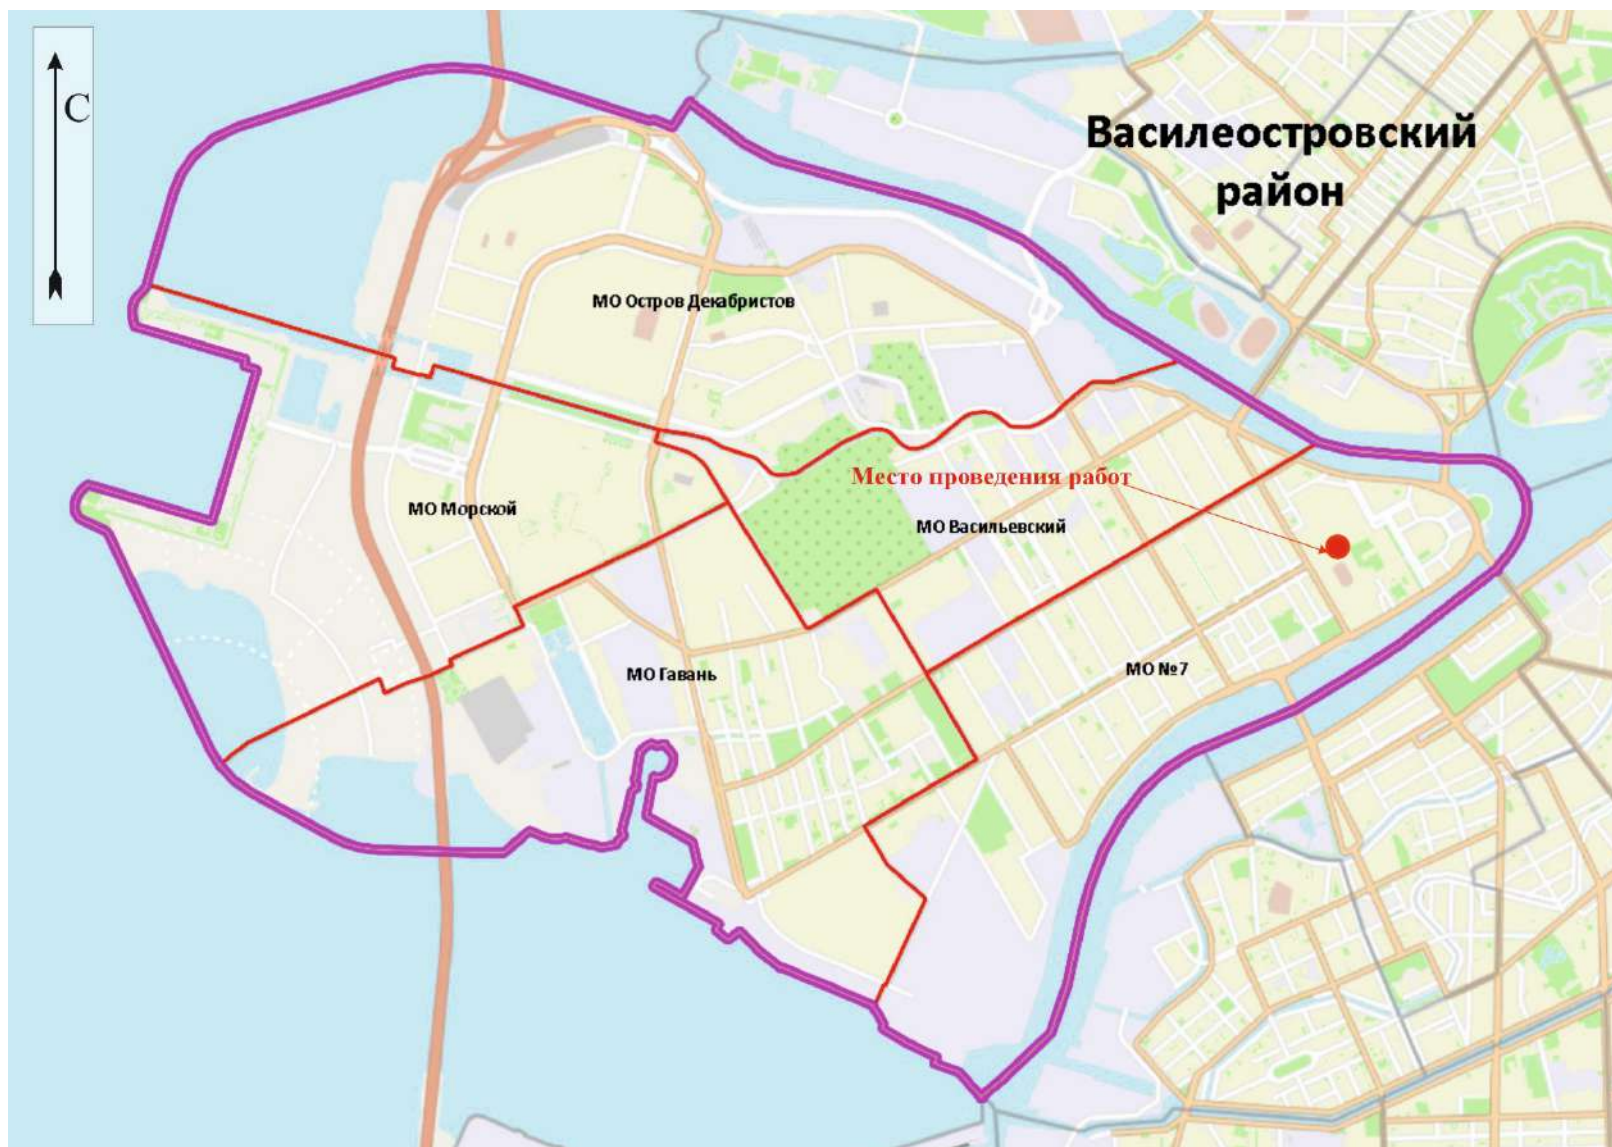 С
Василеостровский
район
МО Остров Декабристов
Место проведения работ
МО Морской
МО Васильевский
МО Гавань
МО №7